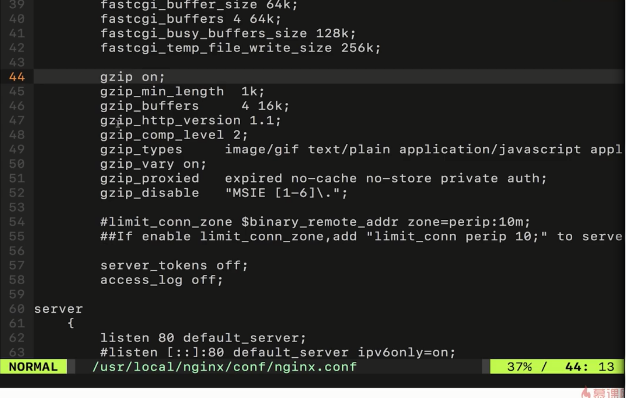 39 fastcgi_buffer_size 64k;
40 fastcgi_buffers 4 64k;
41 fastcgi_busy_buffers_size 128k;
42 fastcgi_temp_file_write_size 256k;
43
44 gzip on;
45 gzip_min_length  1k;
46 gzip_buffers     4 16k;
47 gzip_http_version 1.1;
48 gzip_comp_level 2;
49 gzip_types     image/gif text/plain application/javascript appl
50 gzip_vary on;
51 gzip_proxied   expired no-cache no-store private auth;
52 gzip_disable   "MSIE [1-6]\.";
53
54 #limit_conn_zone $binary_remote_addr zone=perip:10m;
55 ##If enable limit_conn_zone,add "limit_conn perip 10;" to serve
56
57 server_tokens off;
58 access_log off;
59
60 server
61 {
62 listen 80 default_server;
63 #listen [::]:80 default_server ipv6only=on;
NORMAL /usr/local/nginx/conf/nginx.conf 37% / 44: 13
慕课